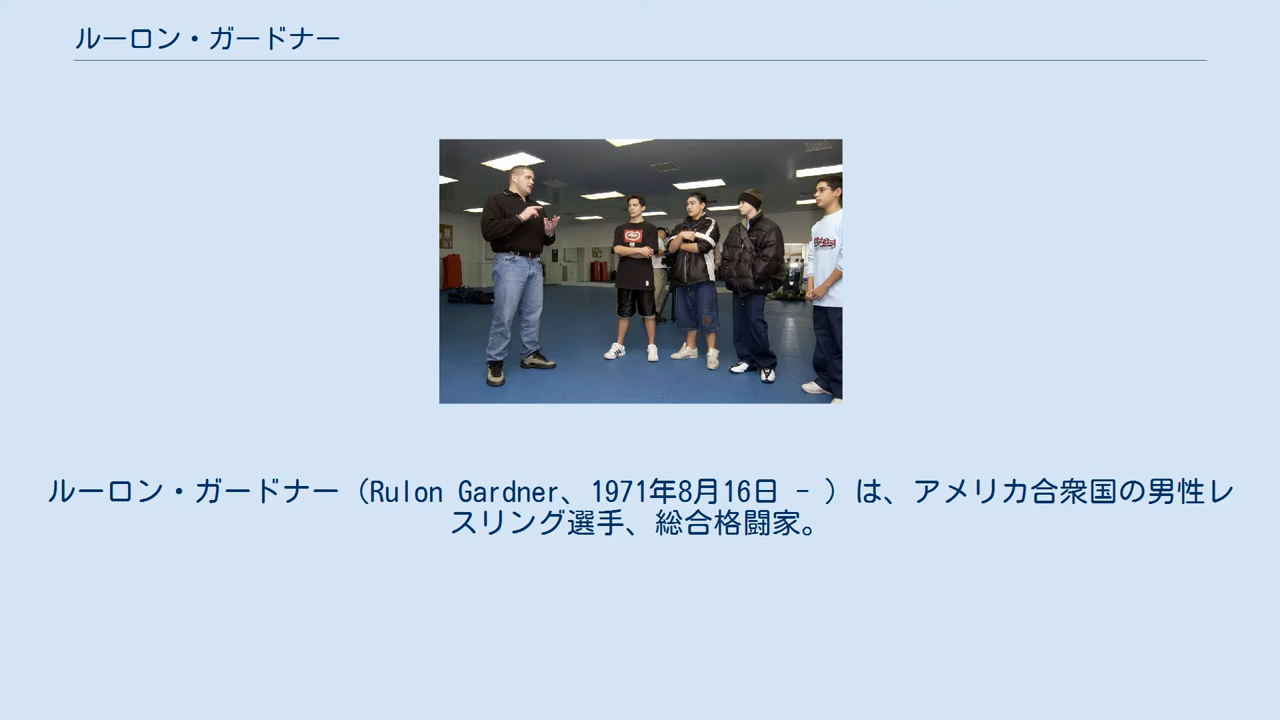 ルーロン・ガードナー
ルーロン・ガードナー（Rulon Gardner、1971年8月16日 - ）は、アメリカ合衆国の男性レ
スリング選手、総合格闘家。